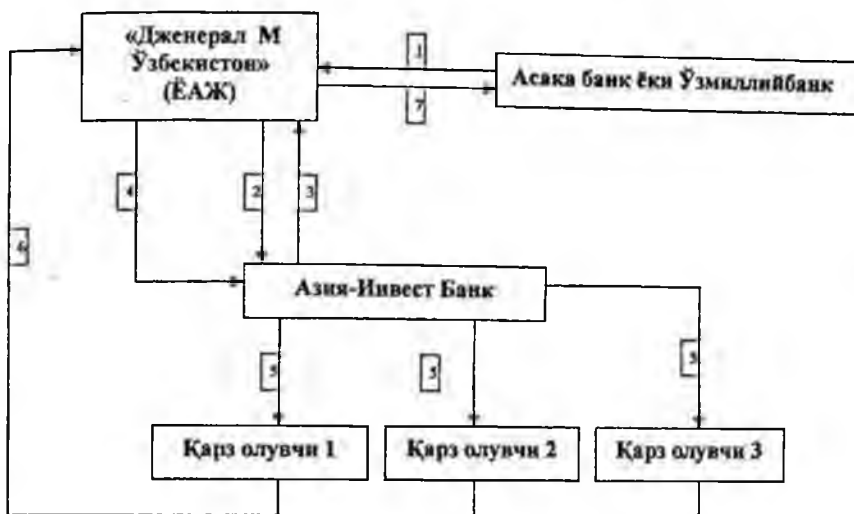 «Дженерал М
Ўзбекистон»
(ЁАЖ)
1
7
Асака банк ёки Ўзмиллийбанк
4
2
3
6
Азия-Инвест Банк
5
5
5
Қарз олувчи 1
Қарз олувчи 2
Қарз олувчи 3